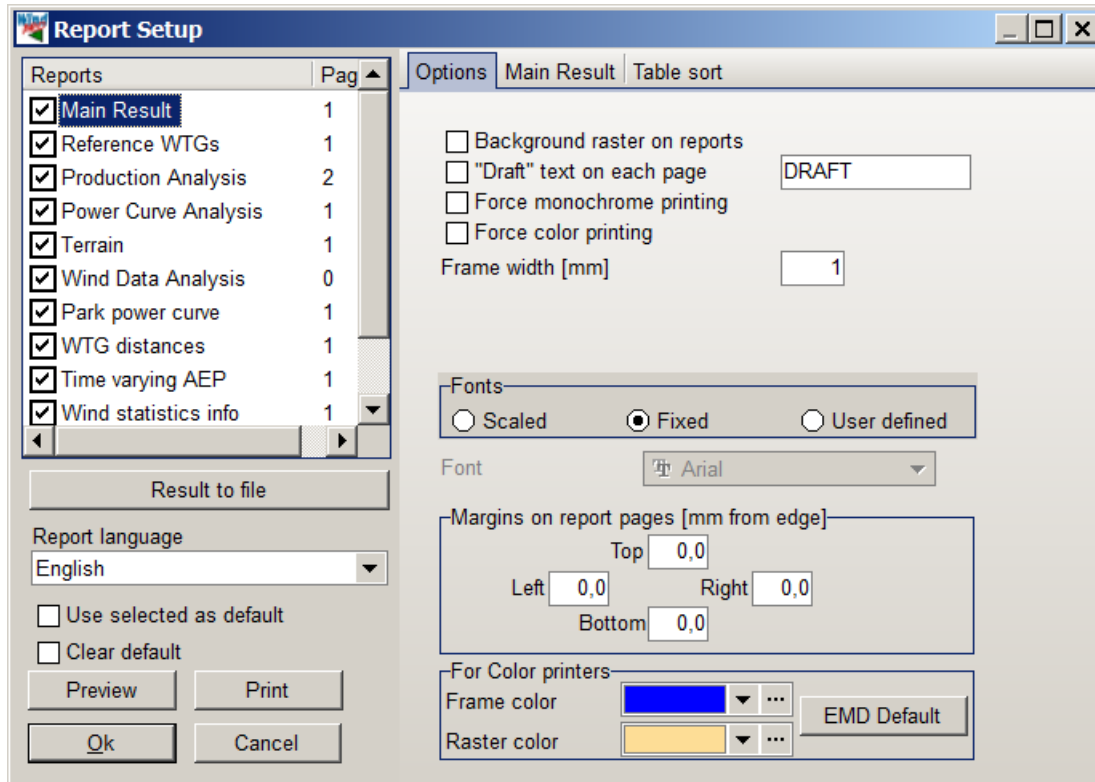 Wind
Report Setup
Reports Pag
Main Result 1
Reference WTGs 1
Production Analysis 2
Power Curve Analysis 1
Terrain 1
Wind Data Analysis 0
Park power curve 1
WTG distances 1
Time varying AEP 1
Wind statistics info 1
Result to file
Report language
English
Use selected as default
Clear default
Preview Print
Ok Cancel
Options Main Result Table sort
Background raster on reports
"Draft" text on each page DRAFT
Force monochrome printing
Force color printing
Frame width [mm] 1
Fonts
Scaled Fixed User defined
Font Arial
Margins on report pages [mm from edge]
Top 0,0
Left 0,0 Right 0,0
Bottom 0,0
For Color printers
Frame color ...
EMD Default
Raster color ...